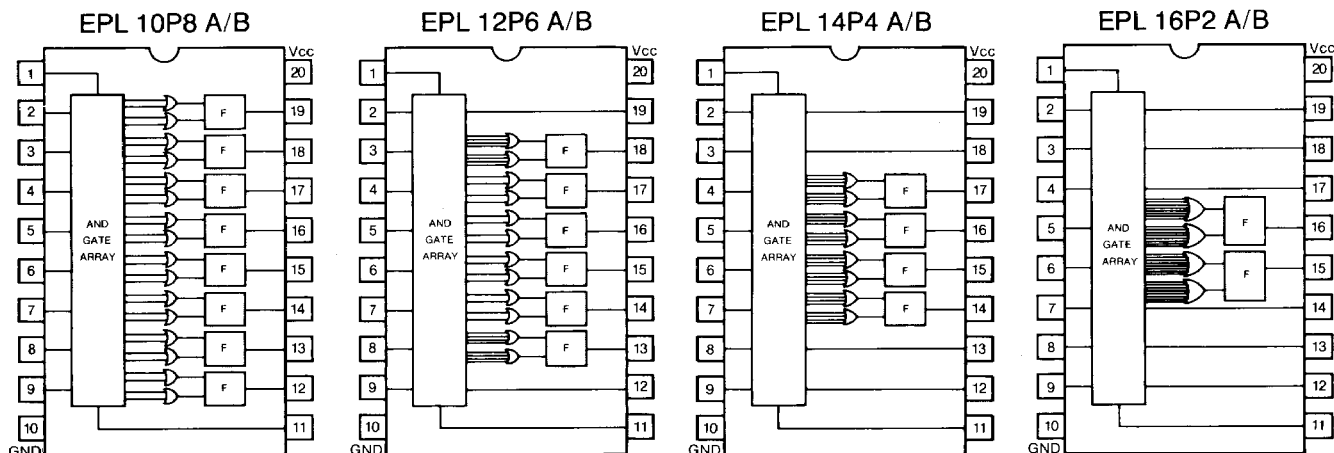 EPL 10P8 A/B
Vcc
1
20
2
F
19
3
F
18
4
F
17
AND
GATE
ARRAY
5
F
16
6
F
15
7
F
14
8
F
13
9
F
12
10
11
GND
EPL 12P6 A/B
Vcc
1
20
2
19
3
F
18
4
F
17
AND
GATE
ARRAY
5
F
16
6
F
15
7
F
14
8
F
13
9
12
10
11
GND
EPL 14P4 A/B
Vcc
1
20
2
19
3
18
4
F
17
AND
GATE
ARRAY
5
F
16
6
F
15
7
F
14
8
13
9
12
10
11
GND
EPL 16P2 A/B
Vcc
1
20
2
19
3
18
4
17
AND
GATE
ARRAY
5
F
16
6
F
15
7
14
8
13
9
12
10
11
GND